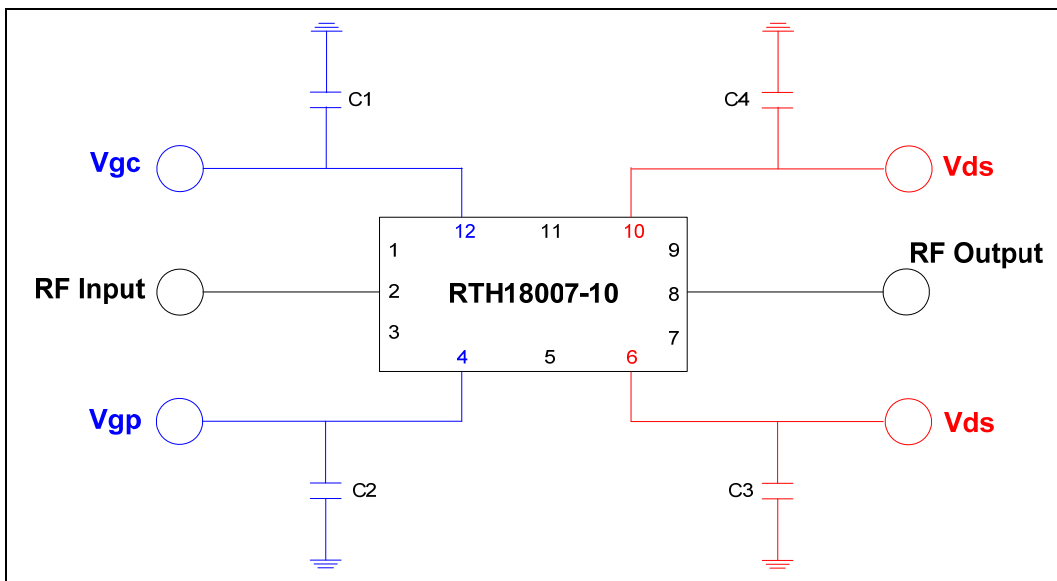 C1
C4
Vgc
Vds
12
11
10
1
9
RF Input
2
RTH18007-10
8
RF Output
3
7
4
5
6
Vgp
Vds
C2
C3